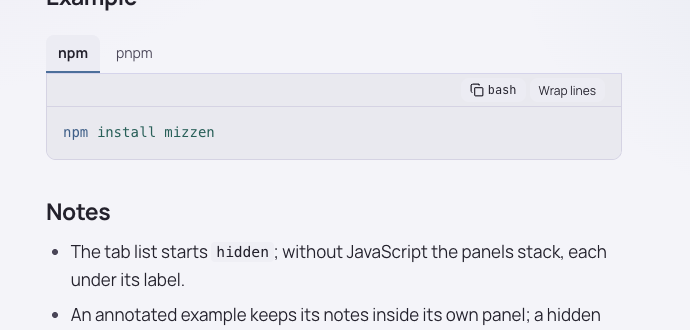 Example
npm pnpm
bash Wrap lines
npm install mizzen
Notes
The tab list starts hidden; without JavaScript the panels stack, each
under its label.
An annotated example keeps its notes inside its own panel; a hidden